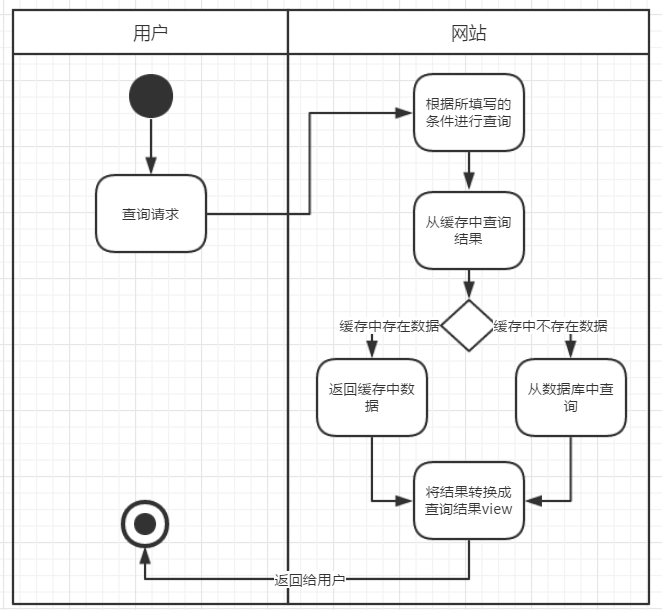 用户
网站
根据所填写的
条件进行查询
查询请求
从缓存中查询
结果
缓存中存在数据
缓存中不存在数据
返回缓存中数
据
从数据库中查
询
将结果转换成
查询结果view
返回给用户